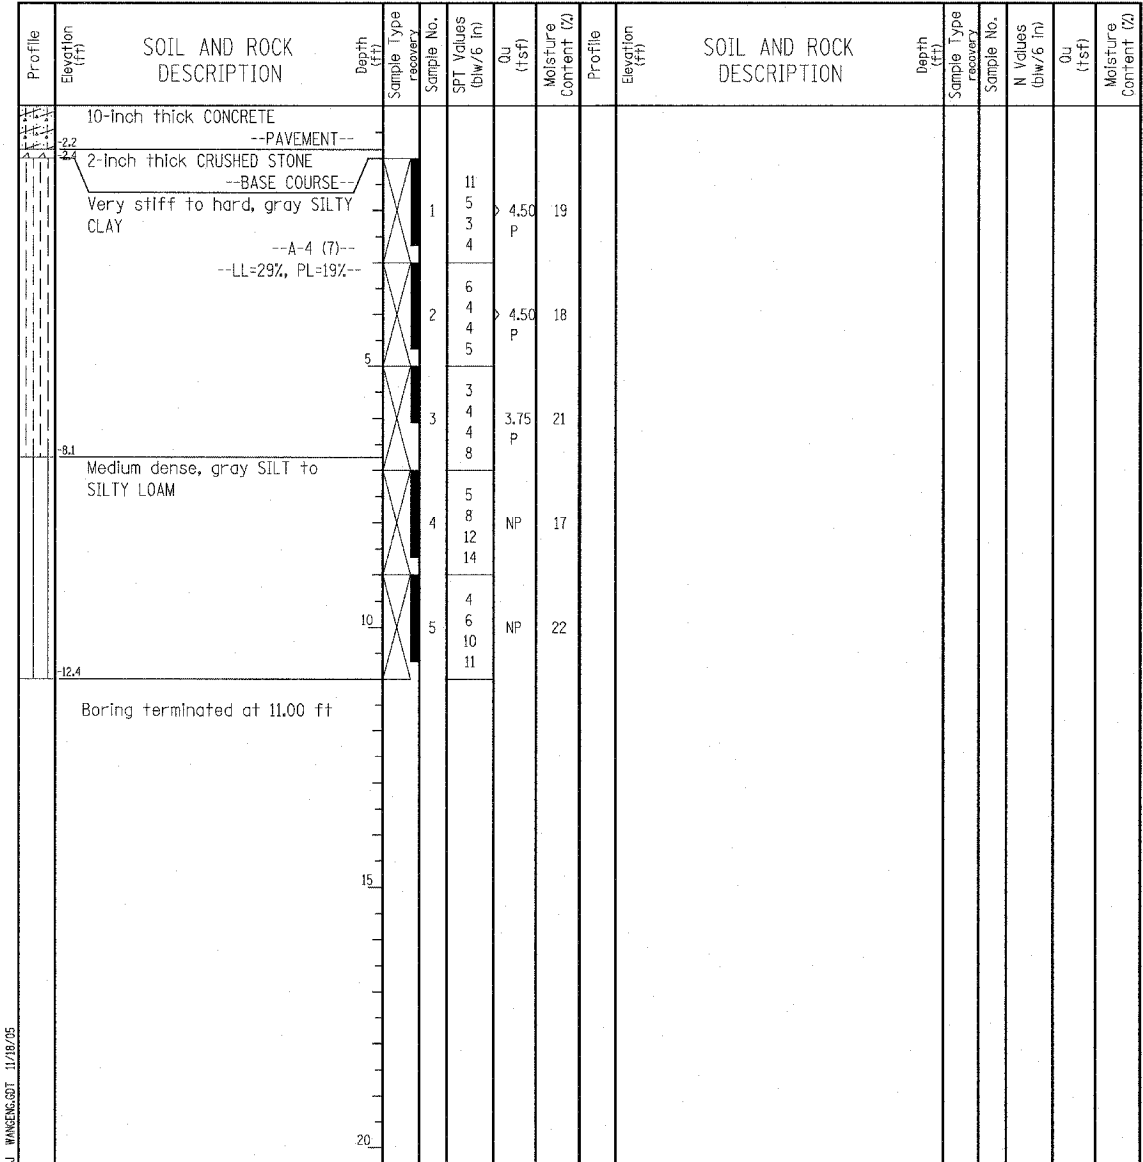 Profile
Elevation (ft)
SOIL AND ROCK DESCRIPTION
Depth (ft)
Sample Type recovery
Sample No.
SPT Values (blw/6 in)
Qu (tsf)
Moisture Content (%)
Profile
Elevation (ft)
SOIL AND ROCK DESCRIPTION
Depth (ft)
Sample Type recovery
Sample No.
N Values (blw/6 in)
Qu (tsf)
Moisture Content (%)
10-inch thick CONCRETE
-2.2 --PAVEMENT--
-2.4 2-inch thick CRUSHED STONE
--BASE COURSE--
Very stiff to hard, gray SILTY
CLAY
--A-4 (7)--
--LL=29%, PL=19%--
1
11
5
3
4
> 4.50
P
19
2
6
4
4
5
> 4.50
P
18
5
3
3
4
4
8
3.75
P
21
-8.1
Medium dense, gray SILT to
SILTY LOAM
4
5
8
12
14
NP
17
10
5
4
6
10
11
NP
22
-12.4
Boring terminated at 11.00 ft
15
20
J WANGENG.GDT 11/18/05